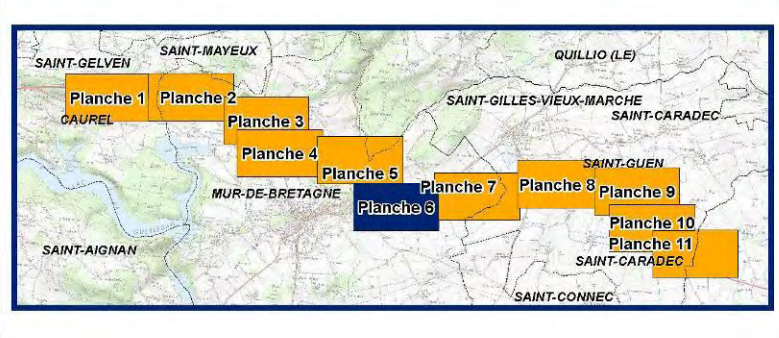 SAINT-MAYEUX
QUILLIO (LE)
SAINT-GELVEN
Planche 1
Planche 2
SAINT-GILLES-VIEUX-MARCHE
Planche 3
SAINT-CARADEC
CAUREL
Planche 4
SAINT-GUEN
Planche 5
Planche 7
Planche 8
Planche 9
MUR-DE-BRETAGNE
Planche 6
Planche 10
Planche 11
SAINT-AIGNAN
SAINT-CARADEC
SAINT-CONNEC